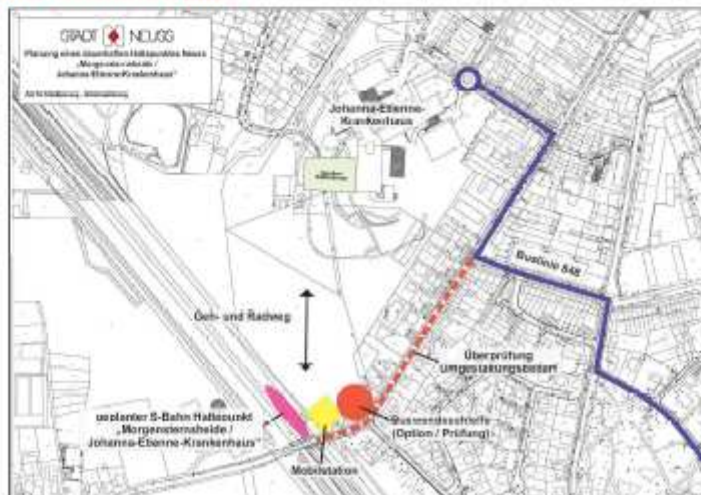 STADT NEUSS
Planung eines dauerhaften Haltepunktes Neuss
„Morgensternsheide /
Johanna-Etienne-Krankenhaus“
Johanna-Etienne-
Krankenhaus
Buslinie 848
Geh- und Radweg
Überprüfung
Umgestaltungsbedarf
geplanter S-Bahn Haltepunkt
„Morgensternsheide /
Johanna-Etienne-Krankenhaus“
Buswendeschleife
(Option / Prüfung)
Mobilstation